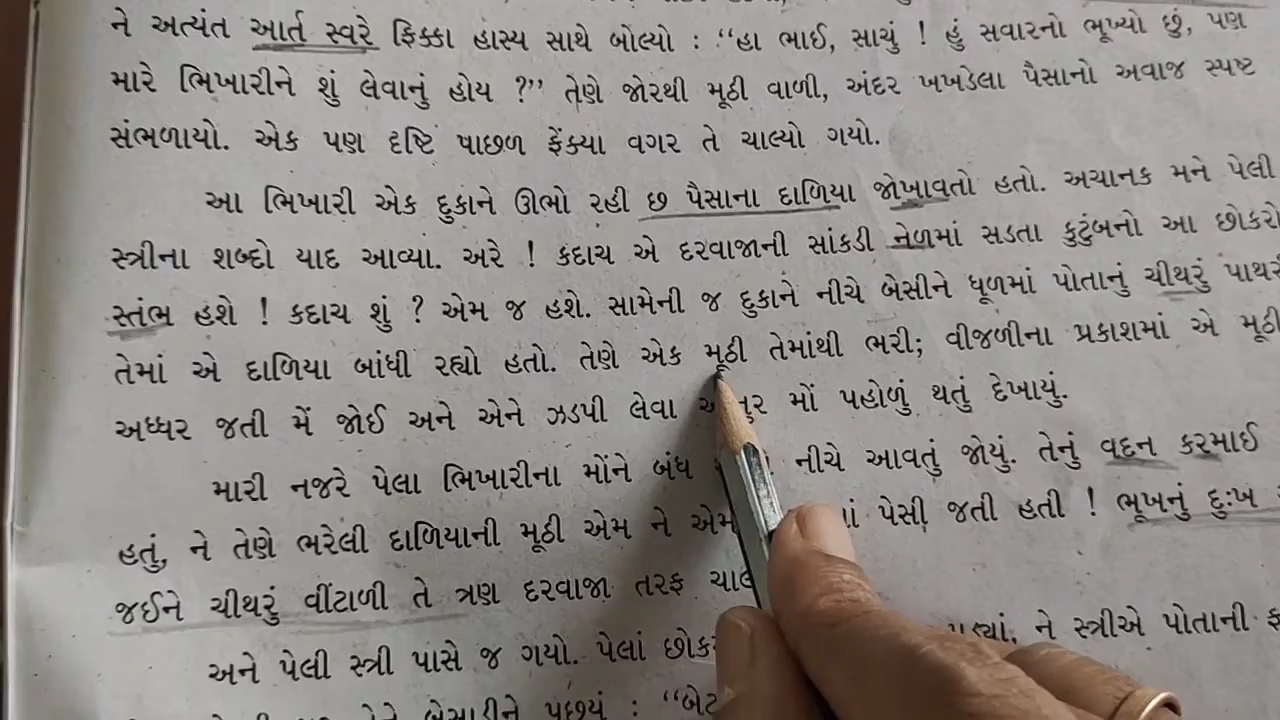 ને અત્યંત આર્ત સ્વરે ફિક્કા હાસ્ય સાથે બોલ્યો : “હા ભાઈ, સાચું ! હું સવારનો ભૂખ્યો છું, પણ
મારે ભિખારીને શું લેવાનું હોય ?” તેણે જોરથી મૂઠી વાળી, અંદર ખખડેલા પૈસાનો અવાજ સ્પષ્ટ
સંભળાયો. એક પણ દૃષ્ટિ પાછળ ફેંક્યા વગર તે ચાલ્યો ગયો.
આ ભિખારી એક દુકાને ઊભો રહી છ પૈસાના દાળિયા જોખાવતો હતો. અચાનક મને પેલી
સ્ત્રીના શબ્દો યાદ આવ્યા. અરે ! કદાચ એ દરવાજાની સાંકડી નેળમાં સડતા કુટુંબનો આ છોકરો
સ્તંભ હશે ! કદાચ શું ? એમ જ હશે. સામેની જ દુકાને નીચે બેસીને ધૂળમાં પોતાનું ચીથરું
તેમાં એ દાળિયા બાંધી રહ્યો હતો. તેણે એક મૂઠી તેમાંથી ભરી; વીજળીના પ્રકાશમાં એ મૂઠી
અધ્ધર જતી મેં જોઈ અને એને ઝડપી લેવા મોં પહોળું થતું દેખાયું.
મારી નજરે પેલા ભિખારીના મોંને બંધ નીચે આવતું જોયું. તેનું વદન કરમાઈ
હતું, ને તેણે ભરેલી દાળિયાની મૂઠી એમ ને પેસી જતી હતી ! ભૂખનું દુઃખ
જઈને ચીથરું વીંટાળી તે ત્રણ દરવાજા તરફ
અને પેલી સ્ત્રી પાસે જ ગયો. પેલાં ને સ્ત્રીએ પોતાની